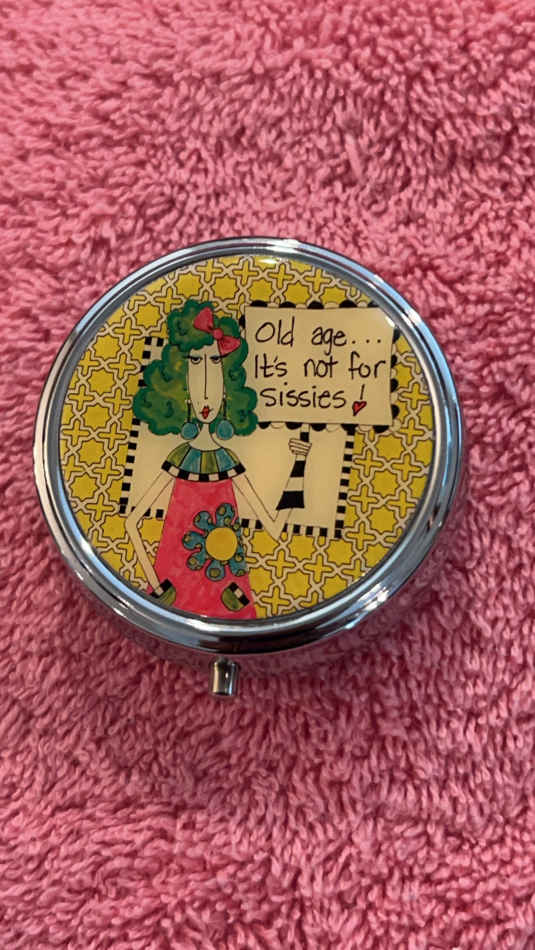 Old age...
It's not for
Sissies!